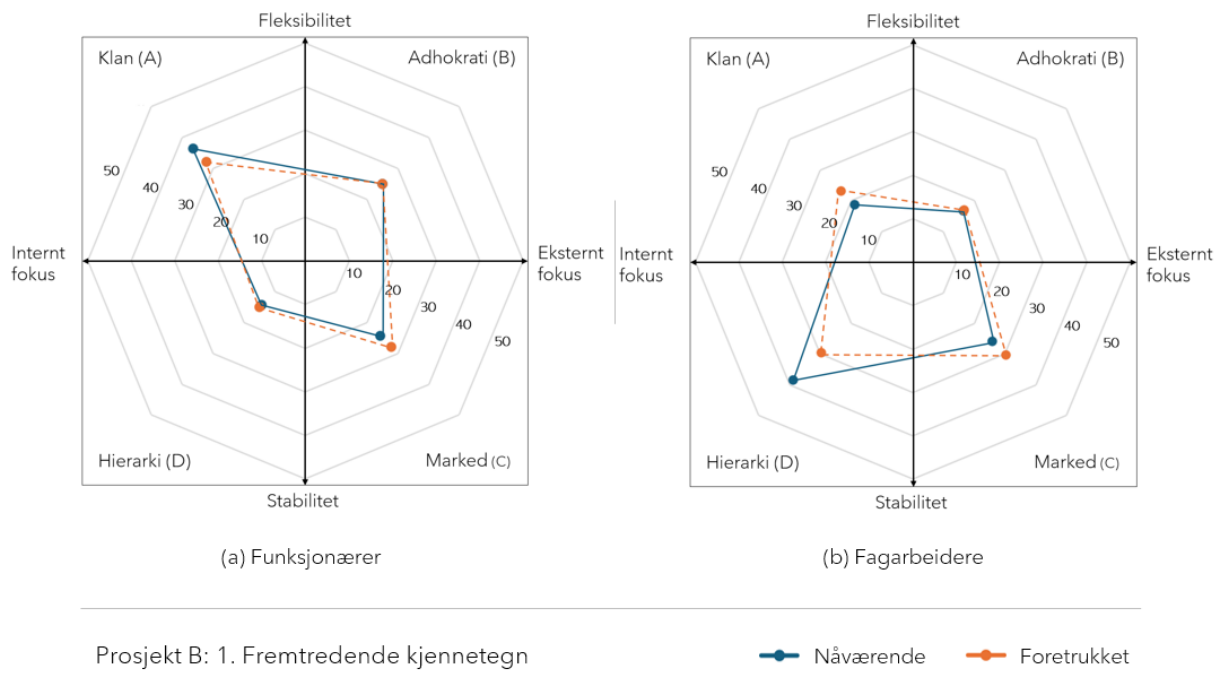 Fleksibilitet
Klan (A)
Adhokrati (B)
50
40
30
20
10
Internt
fokus
Eksternt
fokus
10
20
30
40
50
Hierarki (D)
Marked (C)
Stabilitet
(a) Funksjonærer
Fleksibilitet
Klan (A)
Adhokrati (B)
50
40
30
20
10
Internt
fokus
Eksternt
fokus
10
20
30
40
50
Hierarki (D)
Marked (C)
Stabilitet
(b) Fagarbeidere
Prosjekt B: 1. Fremtredende kjennetegn
Nåværende
Foretrukket